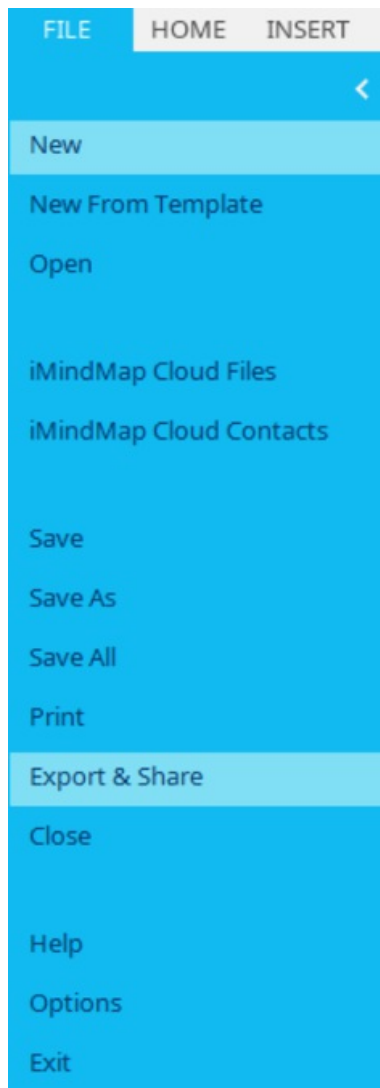 FILE HOME INSERT
New
New From Template
Open
iMindMap Cloud Files
iMindMap Cloud Contacts
Save
Save As
Save All
Print
Export & Share
Close
Help
Options
Exit